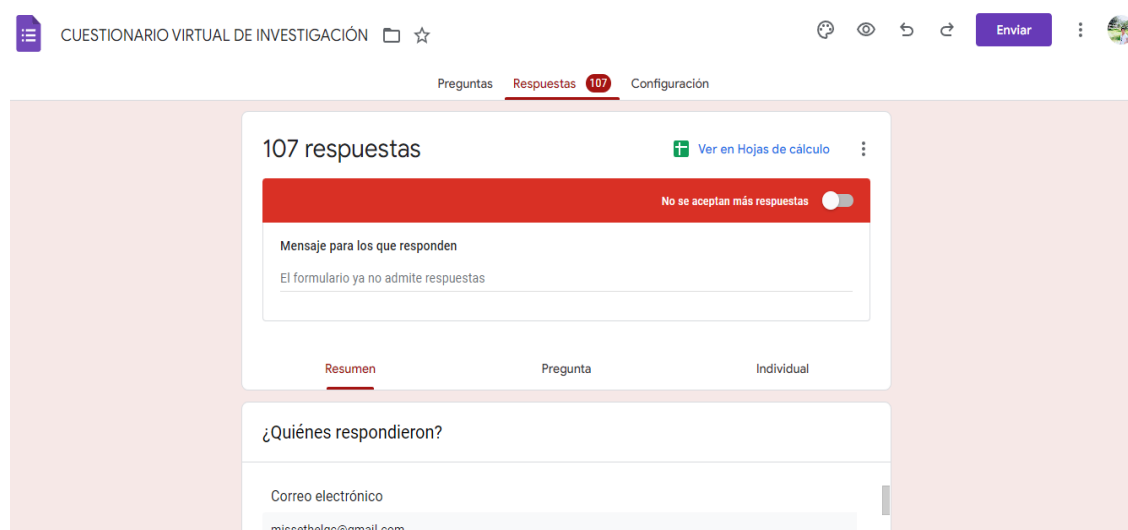 CUESTIONARIO VIRTUAL DE INVESTIGACIÓN
Enviar
Preguntas Respuestas 107 Configuración
107 respuestas
Ver en Hojas de cálculo
No se aceptan más respuestas
Mensaje para los que responden
El formulario ya no admite respuestas
Resumen Pregunta Individual
¿Quiénes respondieron?
Correo electrónico